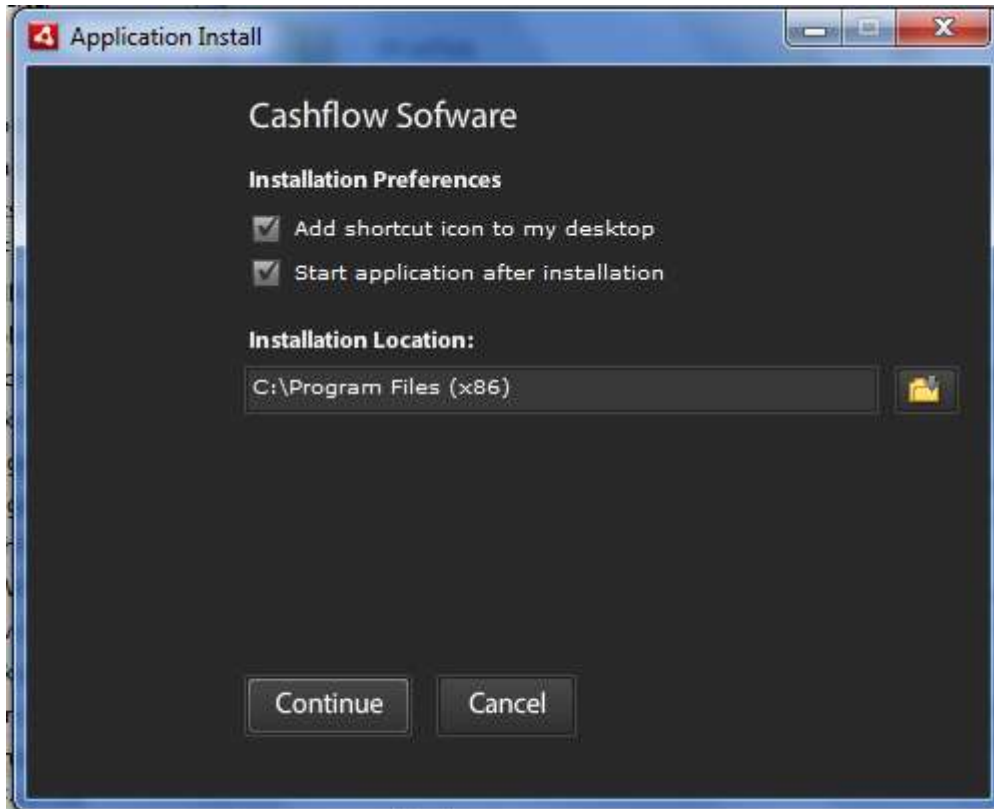 Application Install
Cashflow Sofware
Installation Preferences
Add shortcut icon to my desktop
Start application after installation
Installation Location:
C:\Program Files (x86)
Continue
Cancel